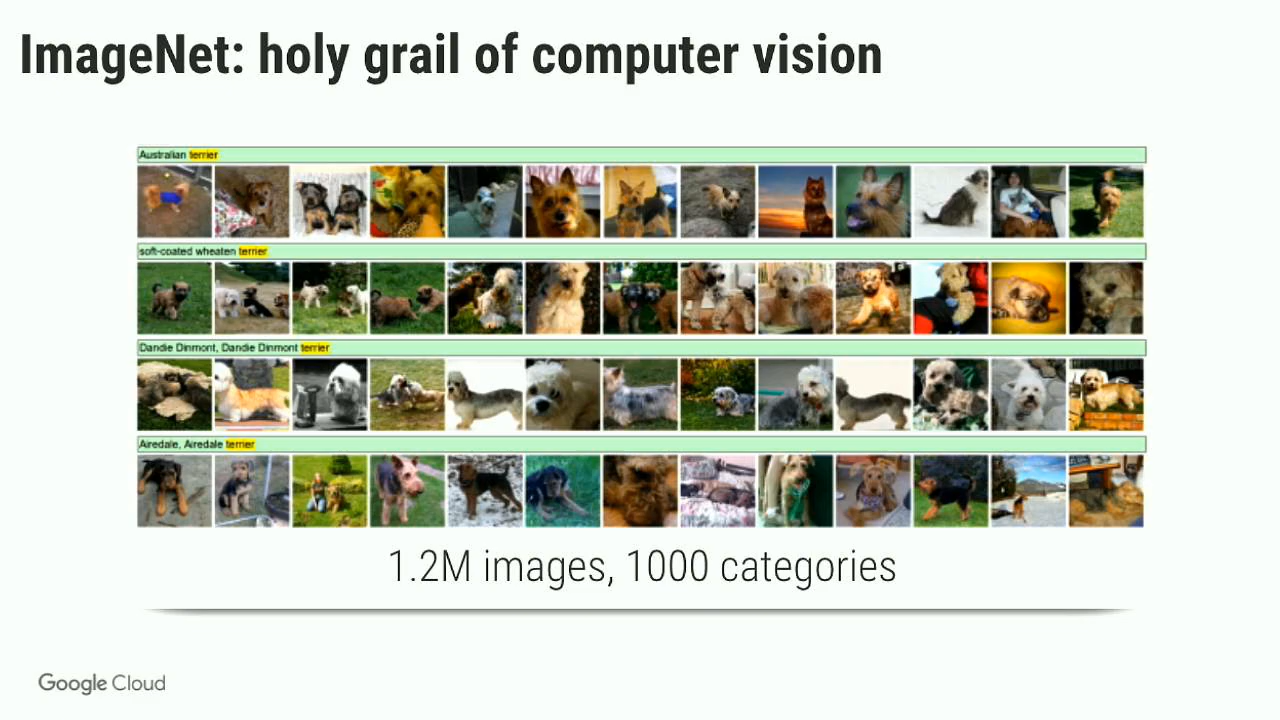 ImageNet: holy grail of computer vision
Australian terrier
soft-coated wheaten terrier
Dandie Dinmont, Dandie Dinmont terrier
Airedale, Airedale terrier
1.2M images, 1000 categories
Google Cloud